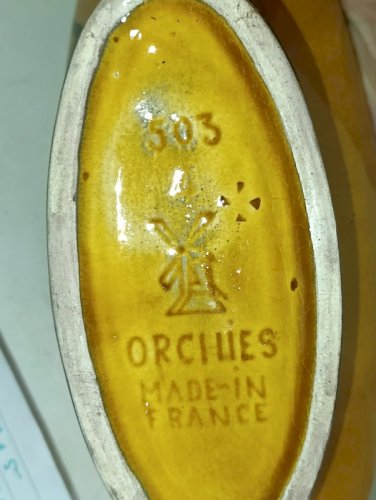 503
ORCHIES
MADE-IN
FRANCE